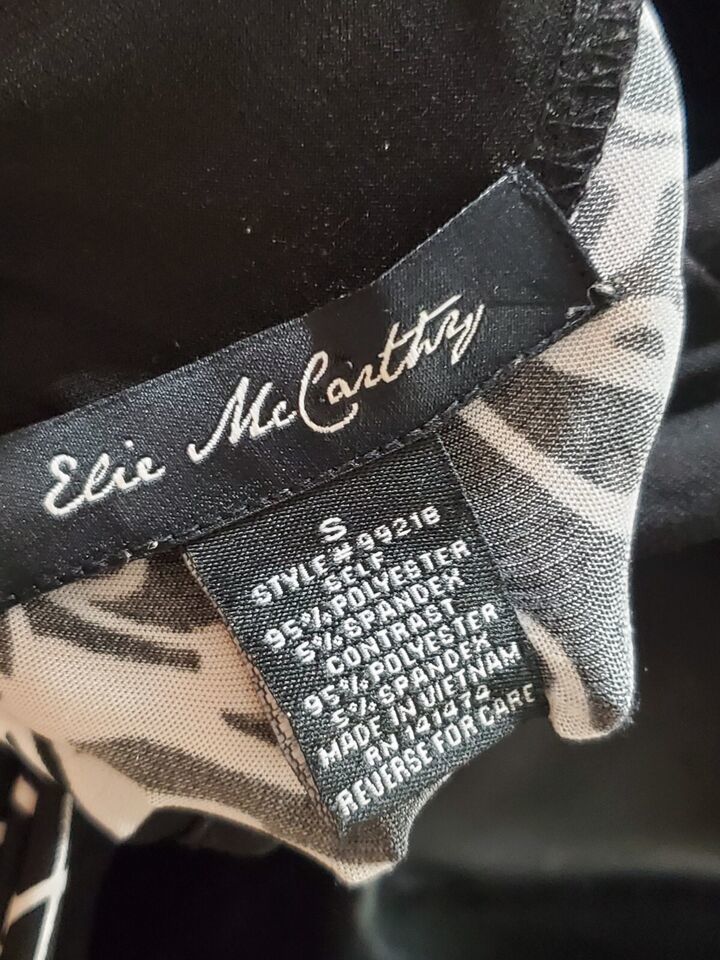 Elie McCarthy
S
STYLE# 99218
SELF
95% POLYESTER
5% SPANDEX
CONTRAST
95% POLYESTER
5% SPANDEX
MADE IN VIETNAM
RN 141474
REVERSE FOR CARE